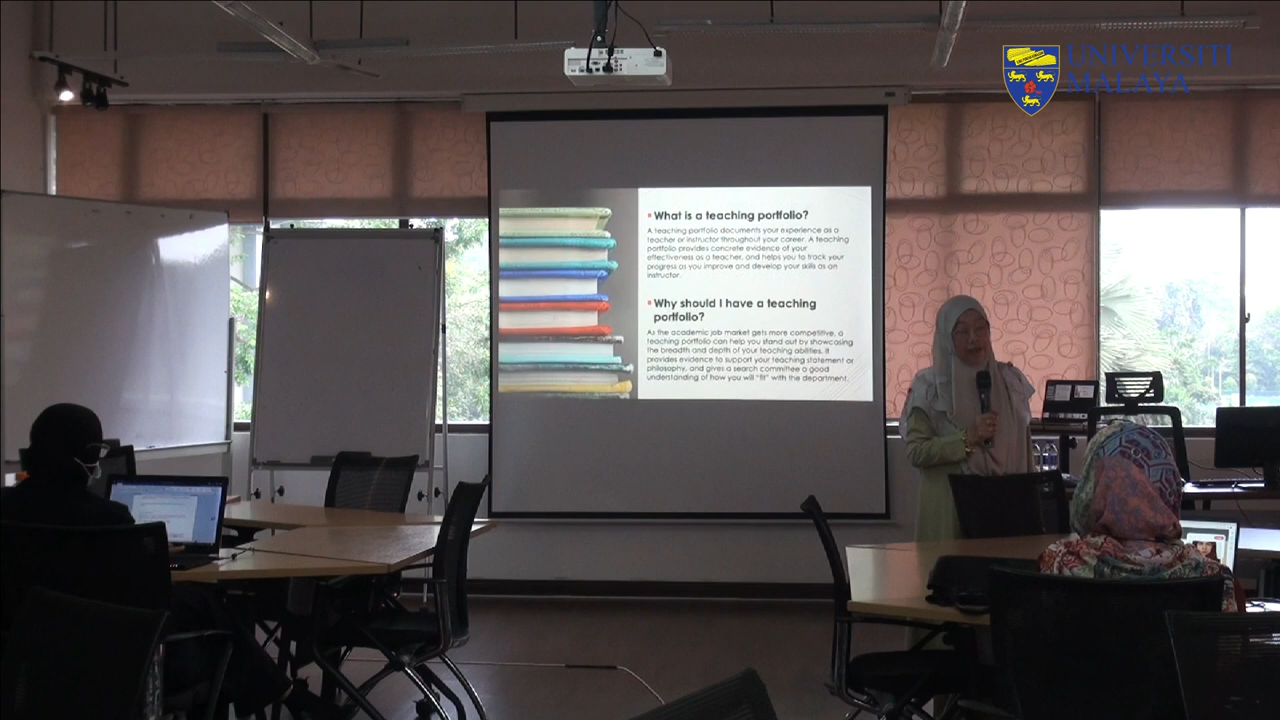 UNIVERSITI
MALAYA
What is a teaching portfolio?
A teaching portfolio documents your experience as a
teacher or instructor throughout your career. A teaching
portfolio provides concrete evidence of your
effectiveness as a teacher, and helps you to track your
progress as you improve and develop your skills as an
instructor.
Why should I have a teaching
portfolio?
As the academic job market gets more competitive, a
teaching portfolio can help you stand out by showcasing
the breadth and depth of your teaching abilities. It
provides evidence to support your teaching statement or
philosophy, and gives a search committee a good
understanding of how you will "fit" with the department.